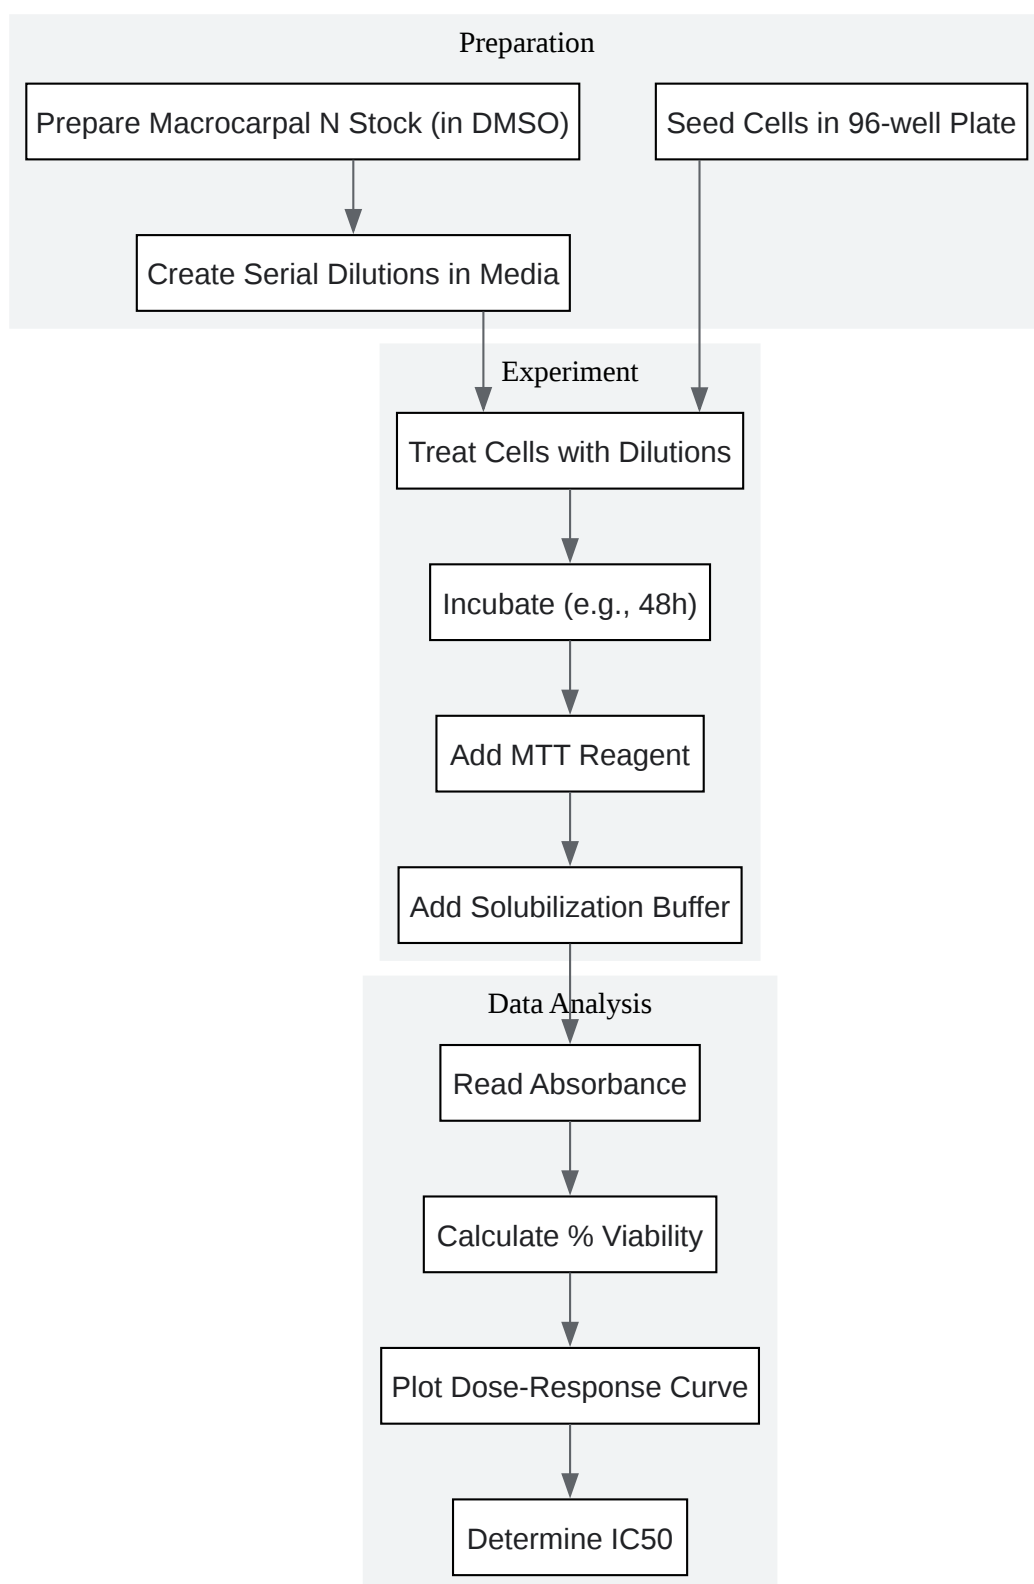 Preparation
Prepare Macrocarpal N Stock (in DMSO)
Seed Cells in 96-well Plate
Create Serial Dilutions in Media
Experiment
Treat Cells with Dilutions
Incubate (e.g., 48h)
Add MTT Reagent
Add Solubilization Buffer
Data Analysis
Read Absorbance
Calculate % Viability
Plot Dose-Response Curve
Determine IC50